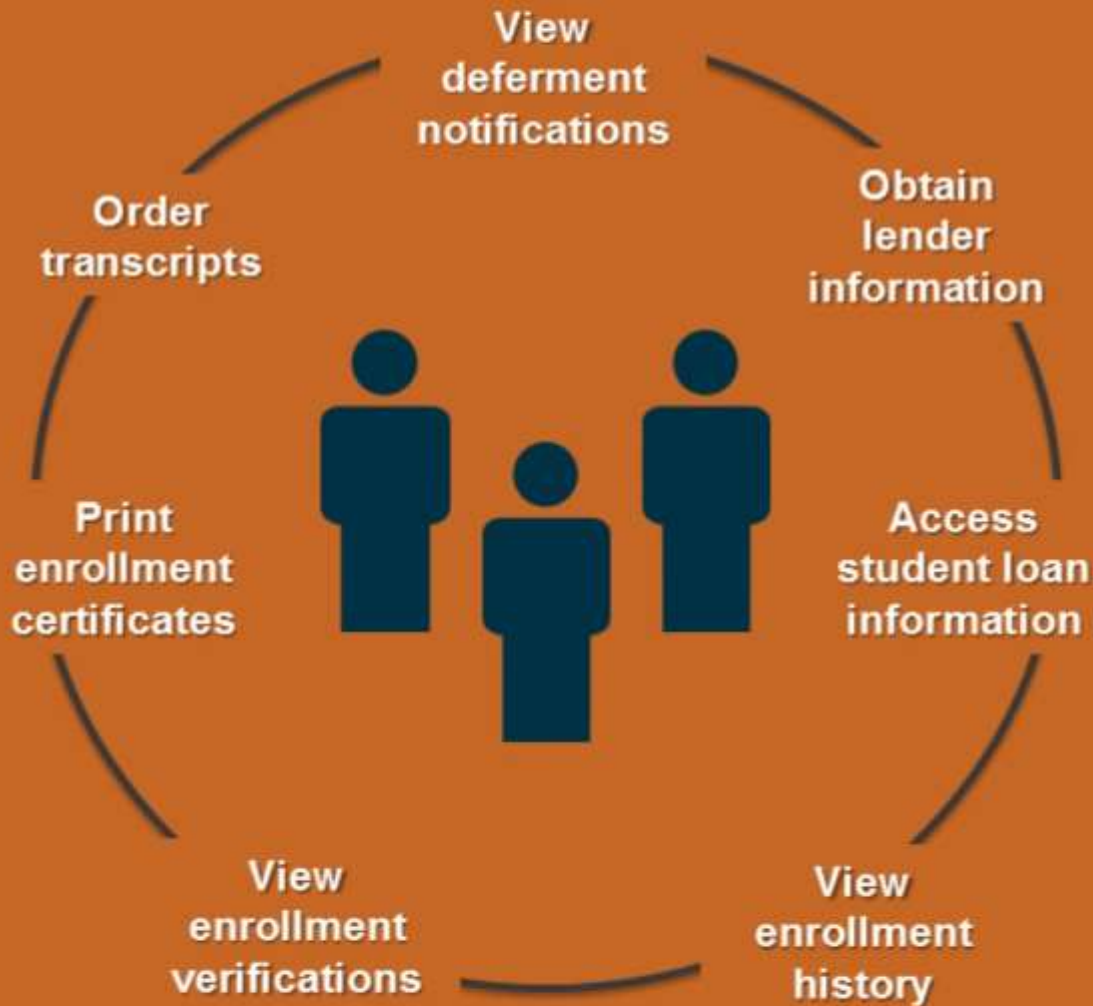 View
deferment
notifications
Obtain
lender
information
Access
student loan
information
View
enrollment
history
View
enrollment
verifications
Print
enrollment
certificates
Order
transcripts